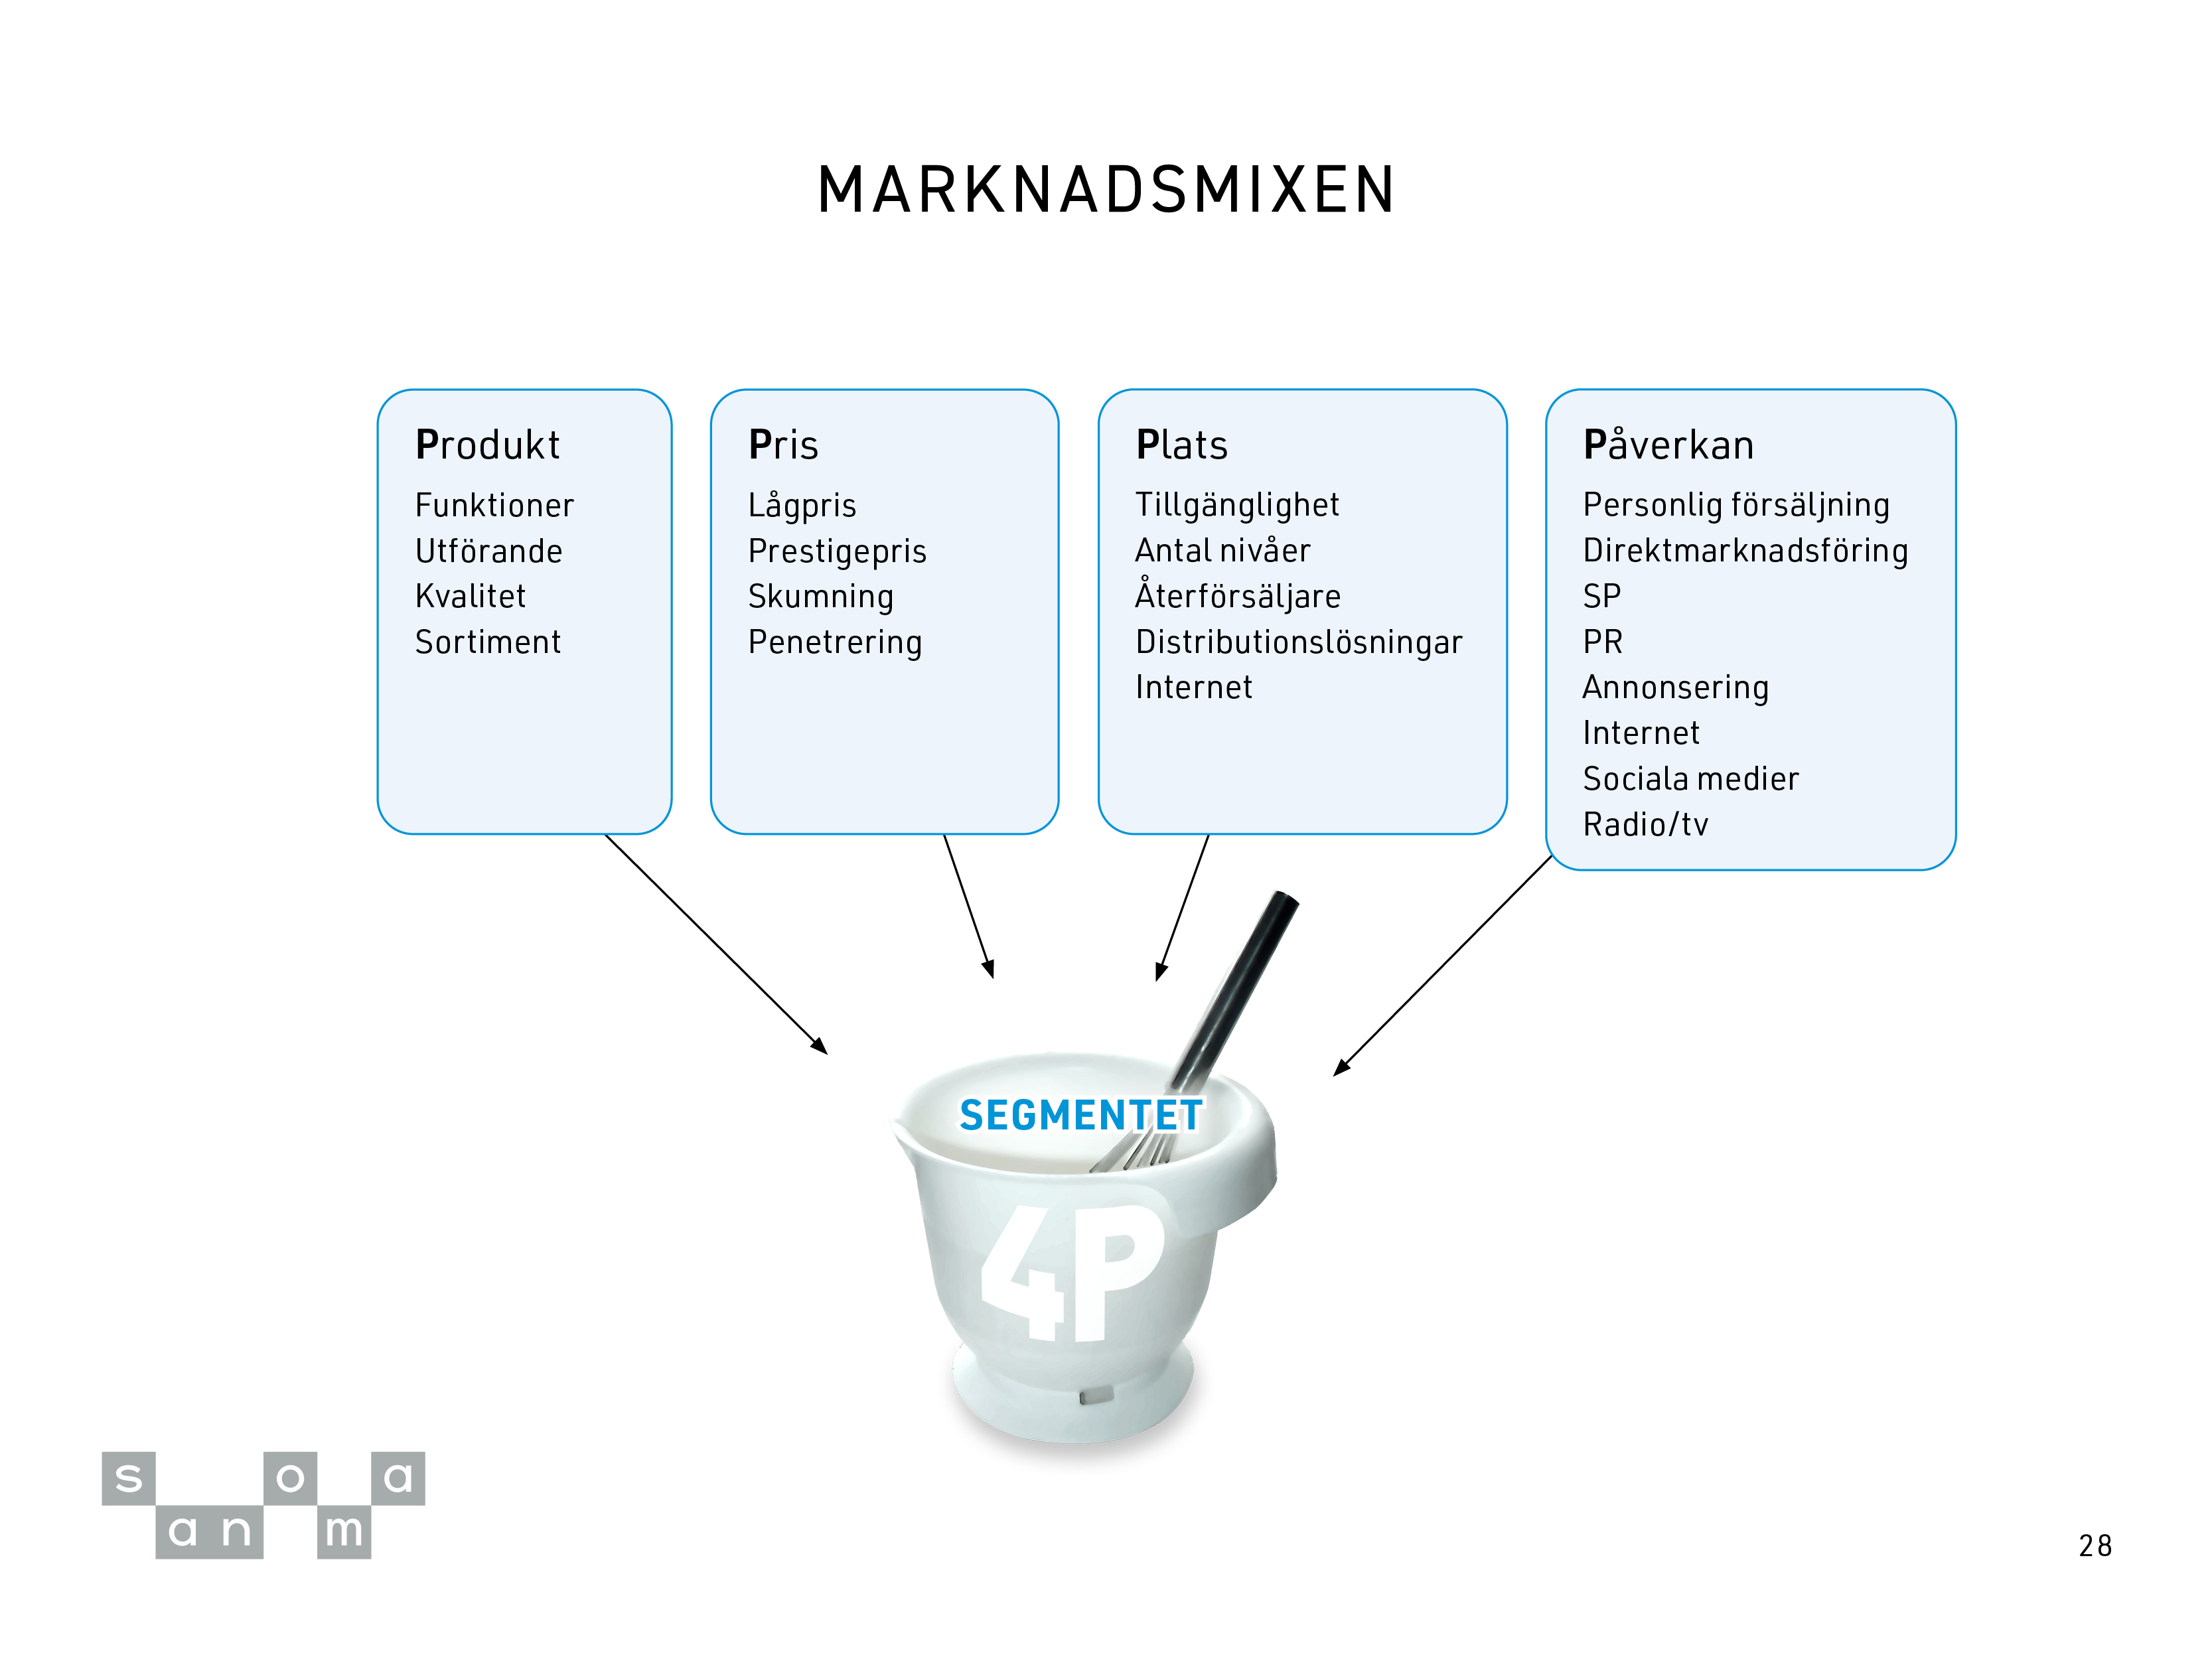 MARKNADSMIXEN
Produkt
Funktioner
Utförande
Kvalitet
Sortiment
Pris
Lågpris
Prestigepris
Skumning
Penetrering
Plats
Tillgänglighet
Antal nivåer
Återförsäljare
Distributionslösningar
Internet
Påverkan
Personlig försäljning
Direktmarknadsföring
SP
PR
Annonsering
Internet
Sociala medier
Radio/tv
SEGMENTET
4P
sanoma
28